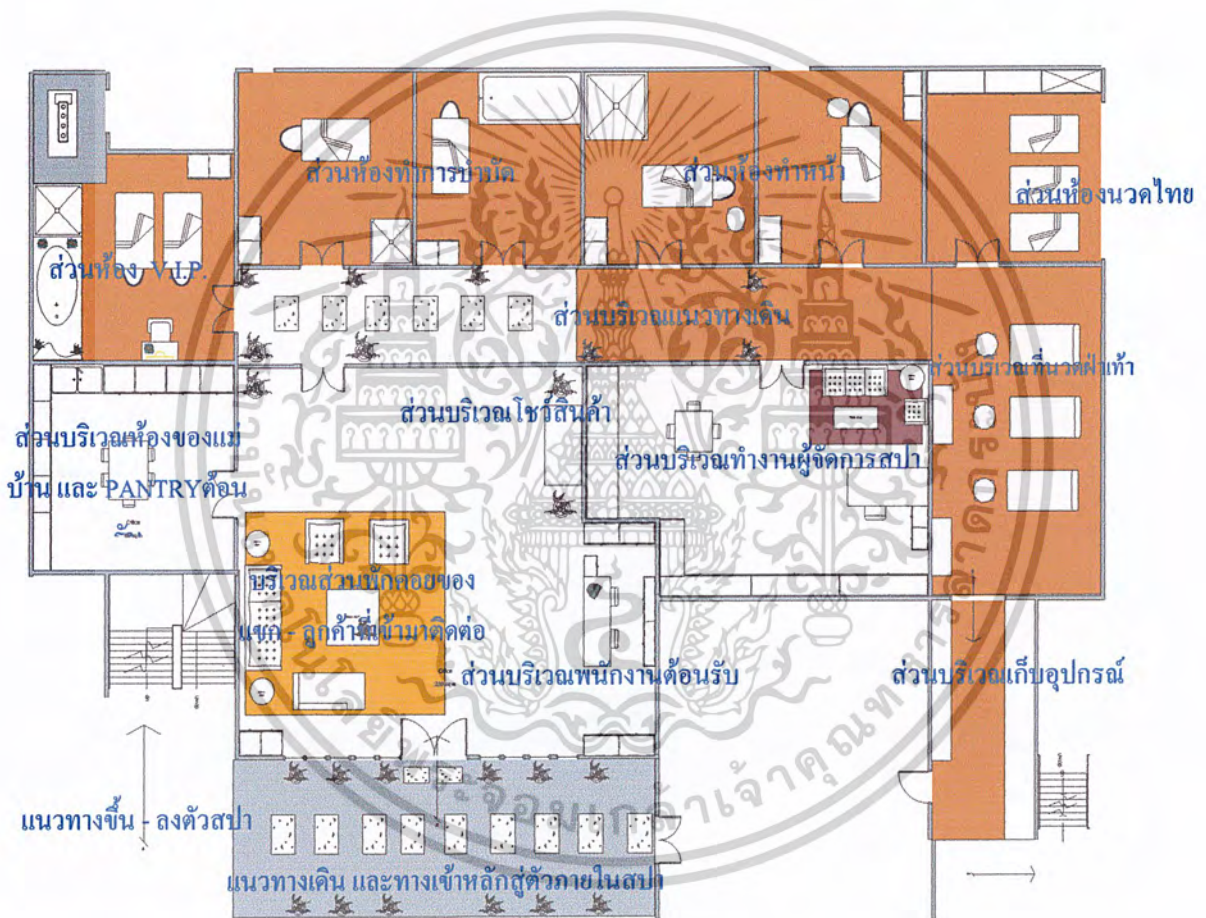 ส่วนห้องทำการบำบัด
ส่วนห้องทำหน้า
ส่วนห้องนวดไทย
ส่วนห้อง V.I.P.
ส่วนบริเวณแนวทางเดิน
ส่วนบริเวณที่นวดฝ่าเท้า
ส่วนบริเวณโชว์สินค้า
ส่วนบริเวณห้องของแม่
บ้าน และ PANTRYต้อน
รับ
ส่วนบริเวณทำงานผู้จัดการสปา
บริเวณส่วนพักคอยของ
แขก - ลูกค้าที่เข้ามาติดต่อ
ส่วนบริเวณพนักงานต้อนรับ
ส่วนบริเวณเก็บอุปกรณ์
แนวทางขึ้น - ลงตัวสปา
แนวทางเดิน และทางเข้าหลักสู่ตัวภายในสปา